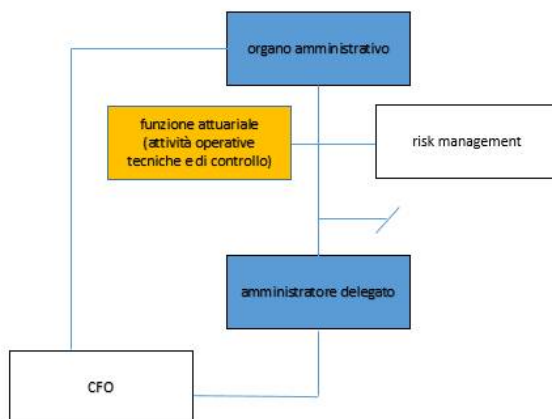 organo amministrativo
funzione attuariale
(attività operative
tecniche e di controllo)
risk management
amministratore delegato
CFO